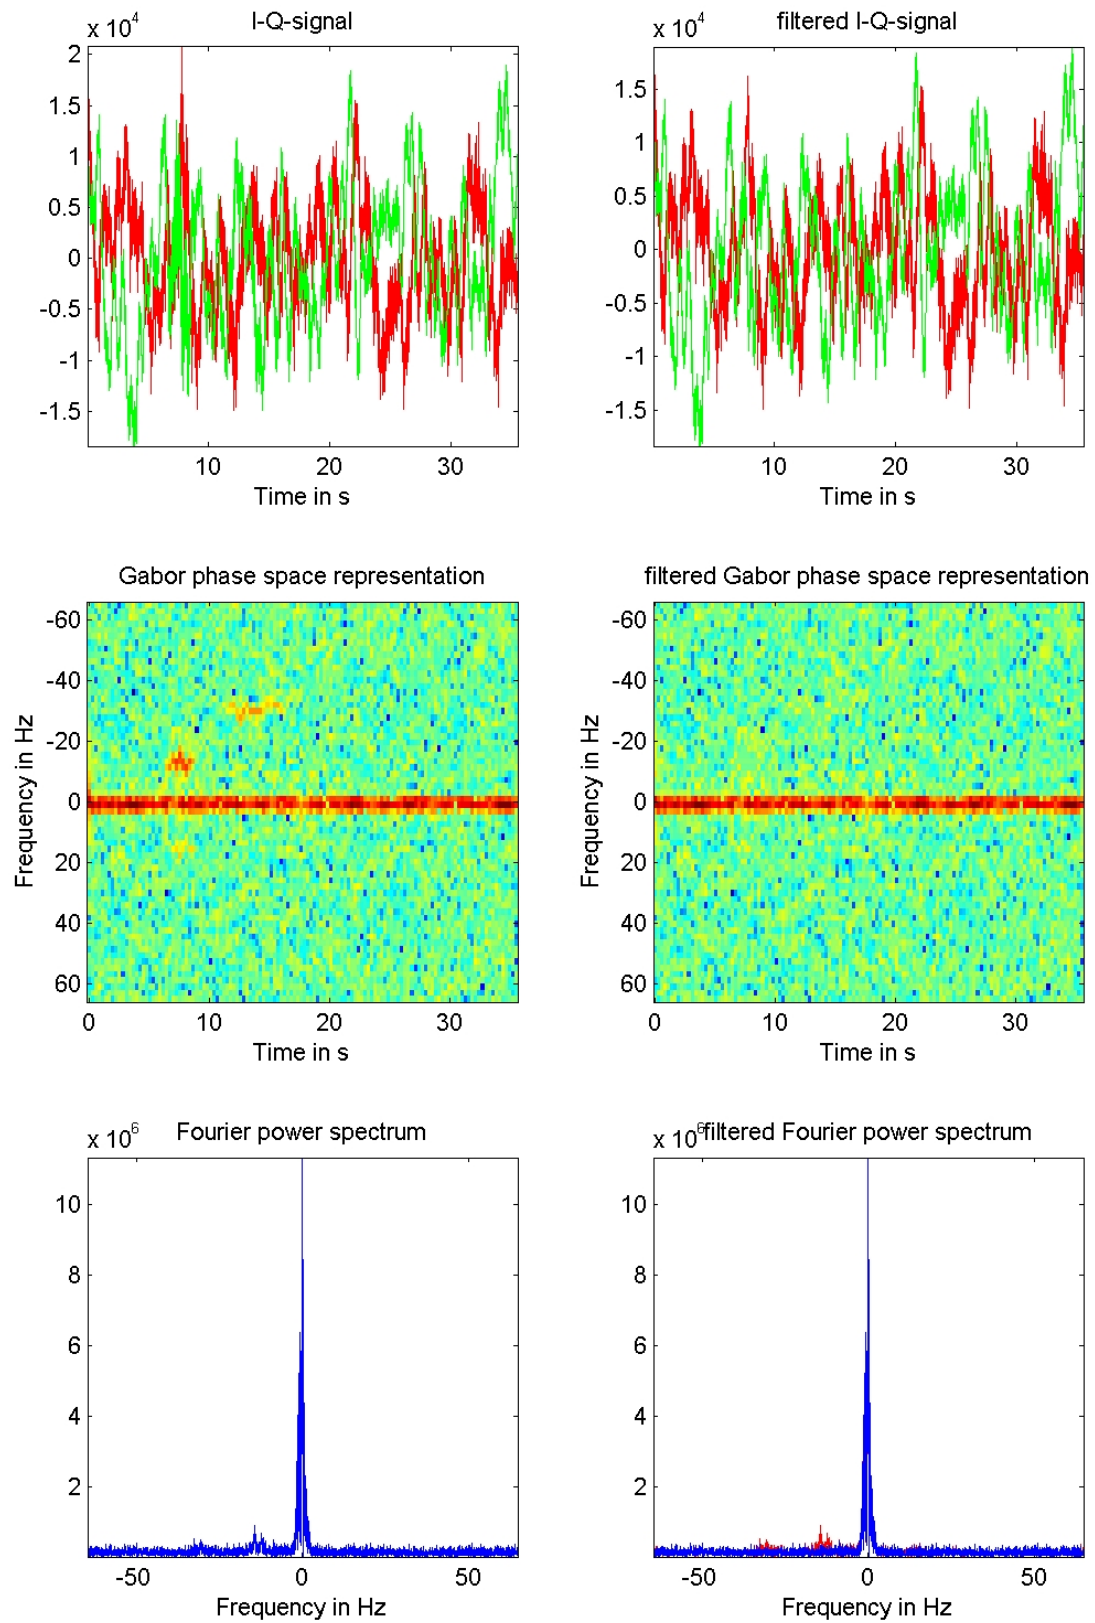 I-Q-signal
x 10^4
2
1.5
1
0.5
0
-0.5
-1
-1.5
10 20 30
Time in s
filtered I-Q-signal
x 10^4
1.5
1
0.5
0
-0.5
-1
-1.5
10 20 30
Time in s
Gabor phase space representation
Frequency in Hz
-60
-40
-20
0
20
40
60
0 10 20 30
Time in s
filtered Gabor phase space representation
Frequency in Hz
-60
-40
-20
0
20
40
60
0 10 20 30
Time in s
Fourier power spectrum
x 10^6
10
8
6
4
2
-50 0 50
Frequency in Hz
filtered Fourier power spectrum
x 10^6
10
8
6
4
2
-50 0 50
Frequency in Hz